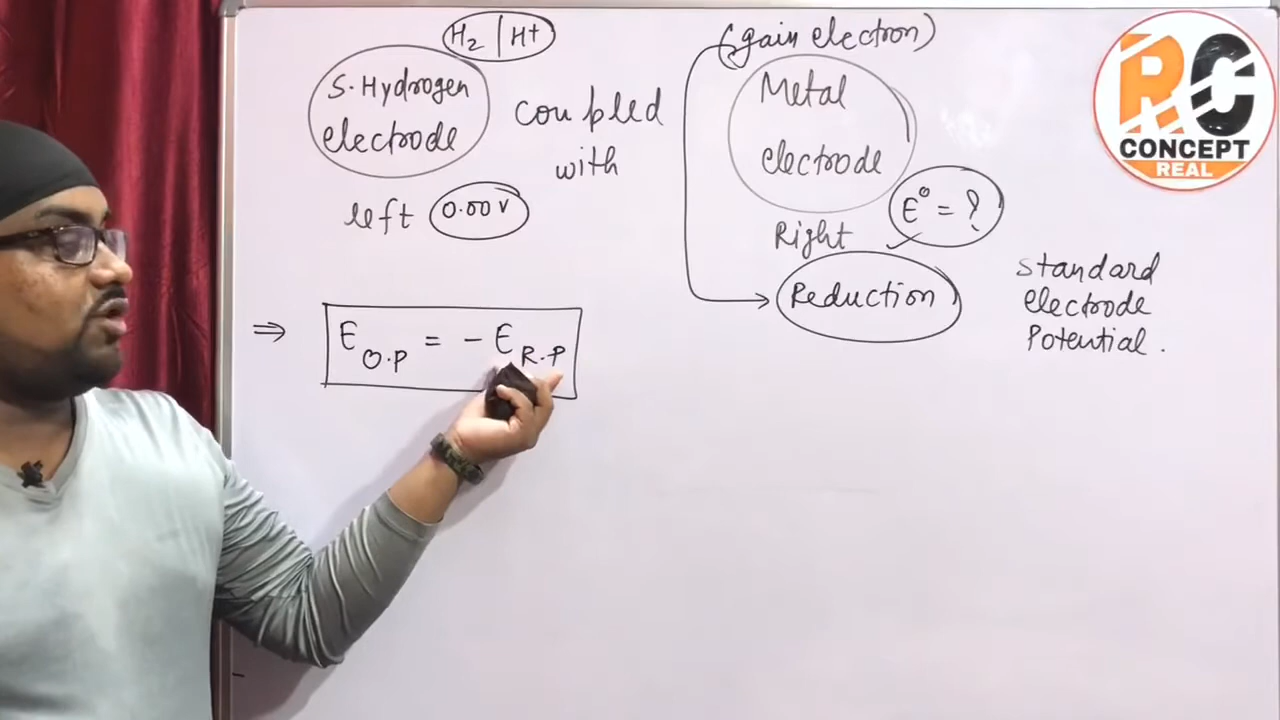 H₂ | H+
(gain electron)
S. Hydrogen
electrode
coupled
with
Metal
electrode
left 0.00V
Right
E° = ?
Reduction
Standard
electrode
Potential.
⇒ E O.P = - E R.P
RC
CONCEPT
REAL